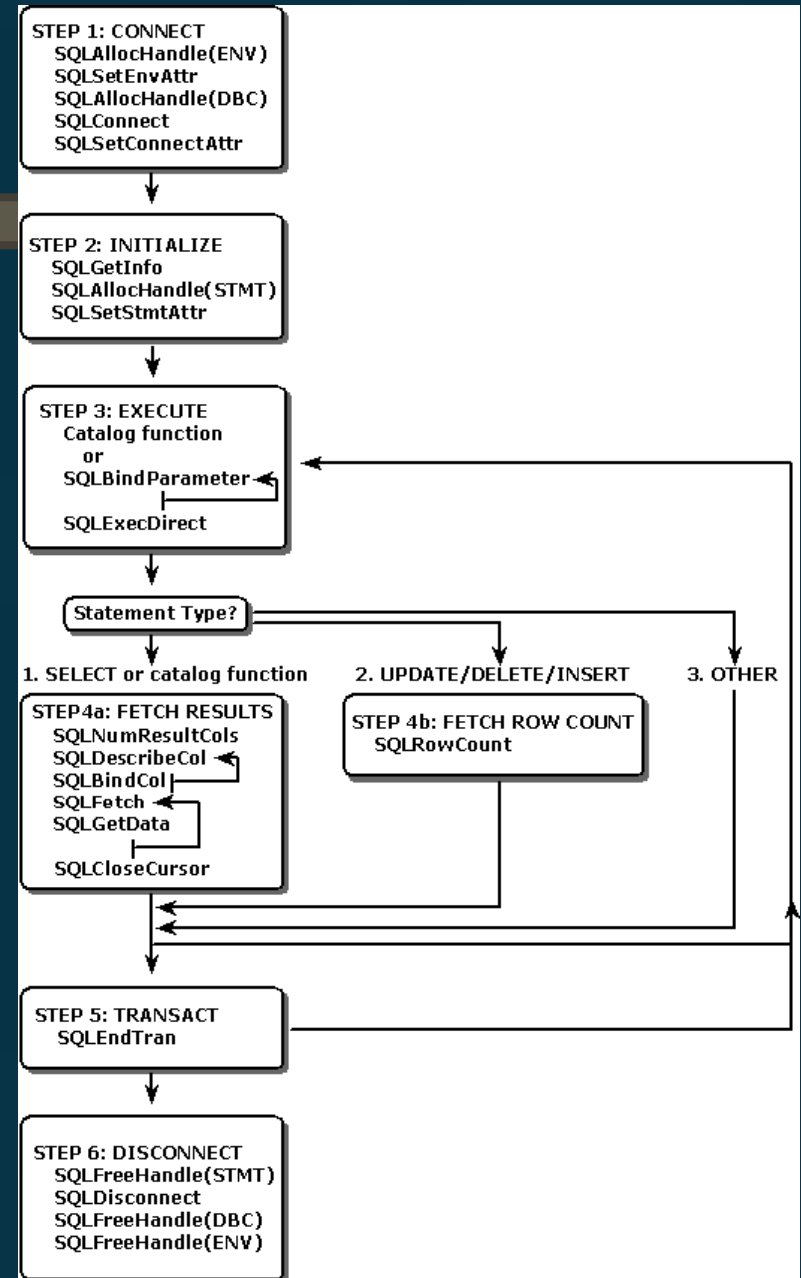 STEP 1: CONNECT
SQLAllocHandle(ENV)
SQLSetEnvAttr
SQLAllocHandle(DBC)
SQLConnect
SQLSetConnectAttr
STEP 2: INITIALIZE
SQLGetInfo
SQLAllocHandle(STMT)
SQLSetStmtAttr
STEP 3: EXECUTE
Catalog function
or
SQLBindParameter
SQLExecDirect
Statement Type?
1. SELECT or catalog function
2. UPDATE/DELETE/INSERT
3. OTHER
STEP4a: FETCH RESULTS
SQLNumResultCols
SQLDescribeCol
SQLBindCol
SQLFetch
SQLGetData
SQLCloseCursor
STEP 4b: FETCH ROW COUNT
SQLRowCount
STEP 5: TRANSACT
SQLEndTran
STEP 6: DISCONNECT
SQLFreeHandle(STMT)
SQLDisconnect
SQLFreeHandle(DBC)
SQLFreeHandle(ENV)